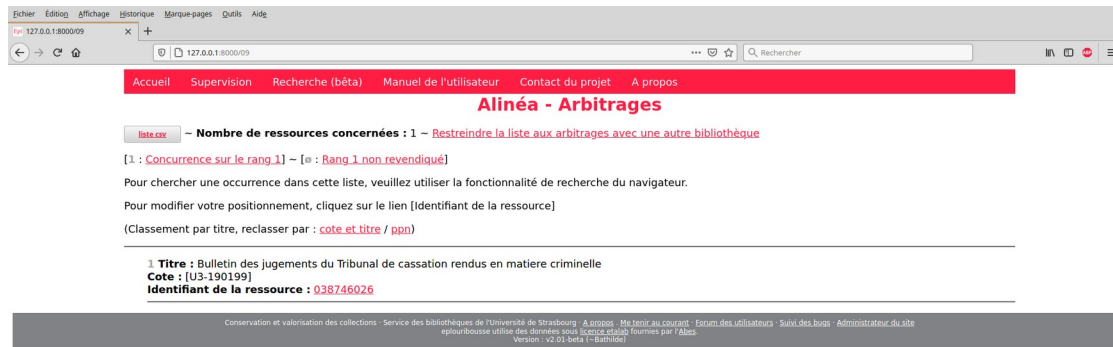 Fichier Édition Affichage Historique Marque-pages Outils Aide
Epl 127.0.0.1:8000/09 × +
127.0.0.1:8000/09 ··· Rechercher ABP
Accueil Supervision Recherche (bêta) Manuel de l'utilisateur Contact du projet A propos
Alinéa - Arbitrages
liste csv ~ Nombre de ressources concernées : 1 ~ Restreindre la liste aux arbitrages avec une autre bibliothèque
[1 : Concurrence sur le rang 1] ~ [ø : Rang 1 non revendiqué]
Pour chercher une occurrence dans cette liste, veuillez utiliser la fonctionnalité de recherche du navigateur.
Pour modifier votre positionnement, cliquez sur le lien [Identifiant de la ressource]
(Classement par titre, reclasser par : cote et titre / ppn)
1 Titre : Bulletin des jugements du Tribunal de cassation rendus en matiere criminelle
Cote : [U3-190199]
Identifiant de la ressource : 038746026
Conservation et valorisation des collections · Service des bibliothèques de l'Université de Strasbourg · A propos · Me tenir au courant · Forum des utilisateurs · Suivi des bugs · Administrateur du site
eplouribousse utilise des données sous licence etalab fournies par l'Abes.
Version : v2.01-beta (~Bathilde)